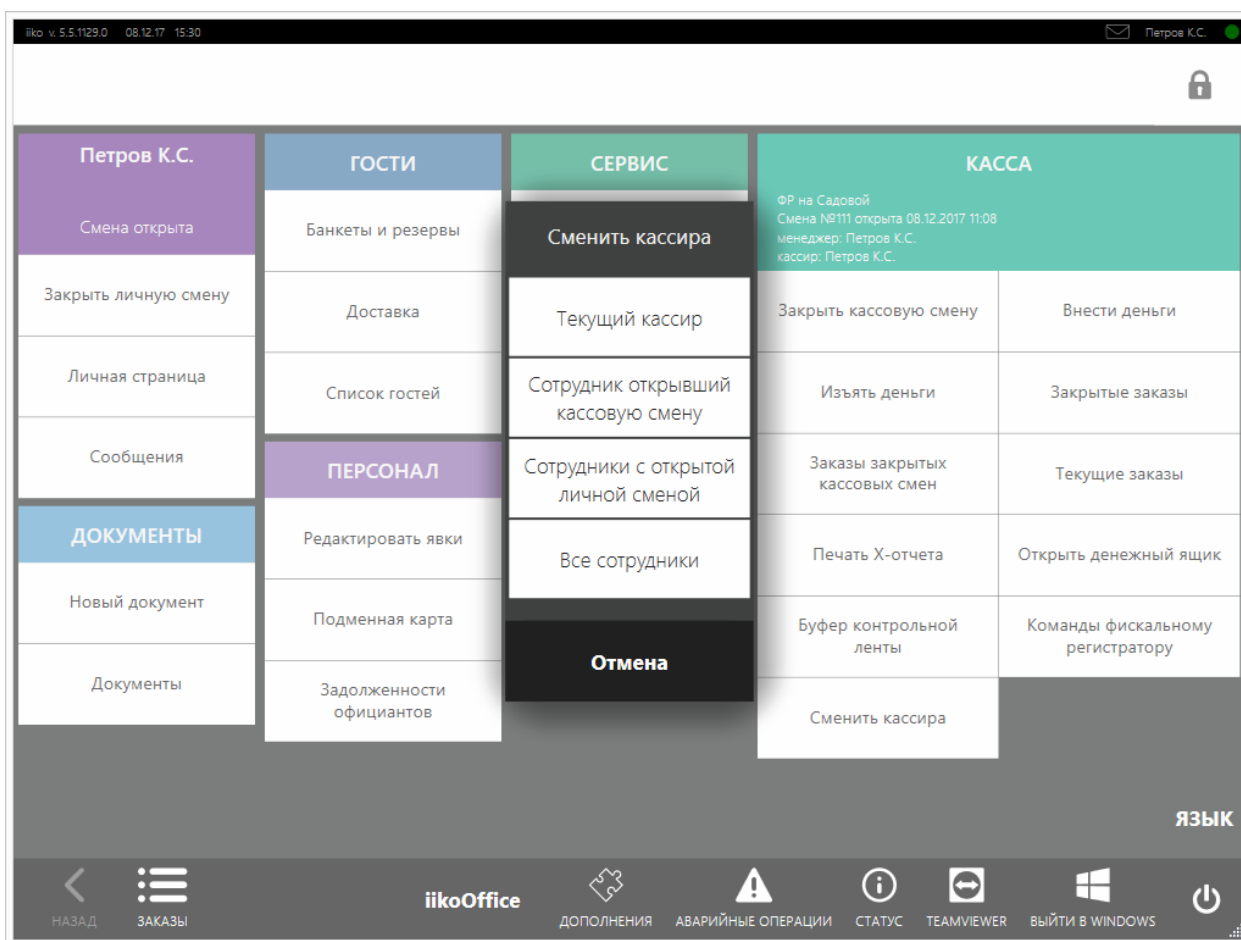 iiko v. 5.5.1129.0 08.12.17 15:30
Петров К.С.
Петров К.С.
Смена открыта
Закрыть личную смену
Личная страница
Сообщения
ДОКУМЕНТЫ
Новый документ
Документы
ГОСТИ
Банкеты и резервы
Доставка
Список гостей
ПЕРСОНАЛ
Редактировать явки
Подменная карта
Задолженности
официантов
СЕРВИС
Сменить кассира
Текущий кассир
Сотрудник открывший
кассовую смену
Сотрудники с открытой
личной сменой
Все сотрудники
Отмена
КАССА
ФР на Садовой
Смена №111 открыта 08.12.2017 11:08
менеджер: Петров К.С.
кассир: Петров К.С.
Закрыть кассовую смену
Внести деньги
Изъять деньги
Закрытые заказы
Заказы закрытых
кассовых смен
Текущие заказы
Печать X-отчета
Открыть денежный ящик
Буфер контрольной
ленты
Команды фискальному
регистратору
Сменить кассира
ЯЗЫК
НАЗАД
ЗАКАЗЫ
iikoOffice
ДОПОЛНЕНИЯ
АВАРИЙНЫЕ ОПЕРАЦИИ
СТАТУС
TEAMVIEWER
ВЫЙТИ В WINDOWS